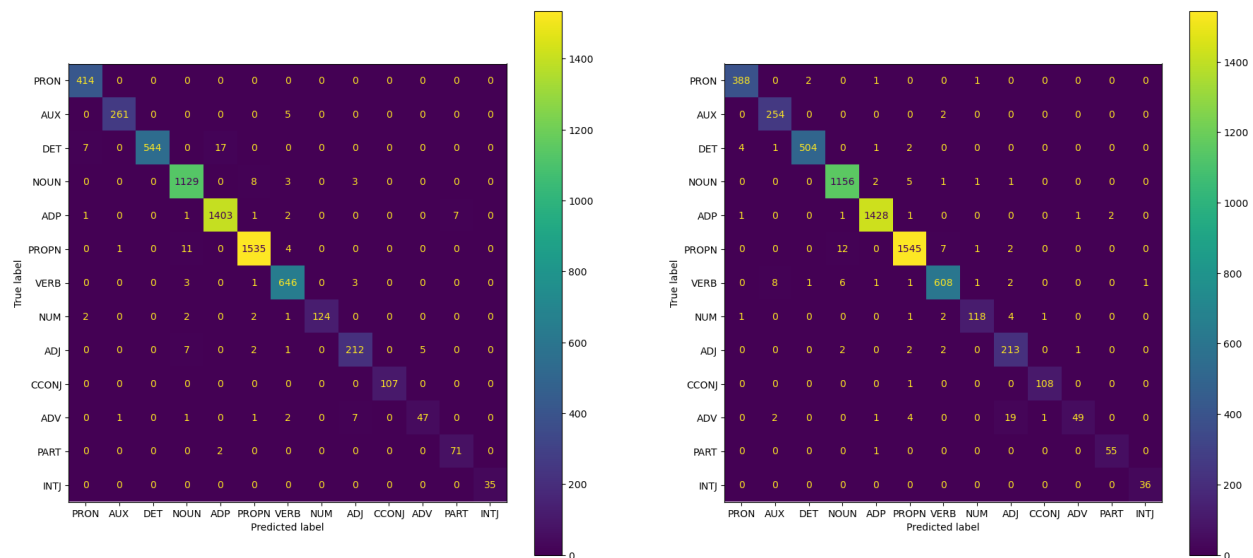 PRON 414 0 0 0 0 0 0 0 0 0 0 0 0
AUX 0 261 0 0 0 0 5 0 0 0 0 0 0
DET 7 0 544 0 17 0 0 0 0 0 0 0 0
NOUN 0 0 0 1129 0 8 3 0 3 0 0 0 0
ADP 1 0 0 1 1403 1 2 0 0 0 0 7 0
PROPN 0 1 0 11 0 1535 4 0 0 0 0 0 0
VERB 0 0 0 3 0 1 646 0 3 0 0 0 0
NUM 2 0 0 2 0 2 1 124 0 0 0 0 0
ADJ 0 0 0 7 0 2 1 0 212 0 5 0 0
CCONJ 0 0 0 0 0 0 0 0 0 107 0 0 0
ADV 0 1 0 1 0 1 2 0 7 0 47 0 0
PART 0 0 0 0 2 0 0 0 0 0 0 71 0
INTJ 0 0 0 0 0 0 0 0 0 0 0 0 35
PRON AUX DET NOUN ADP PROPN VERB NUM ADJ CCONJ ADV PART INTJ
Predicted label
True label
1400
1200
1000
800
600
400
200
0
PRON 388 0 2 0 1 0 0 1 0 0 0 0 0
AUX 0 254 0 0 0 0 2 0 0 0 0 0 0
DET 4 1 504 0 1 2 0 0 0 0 0 0 0
NOUN 0 0 0 1156 2 5 1 1 1 0 0 0 0
ADP 1 0 0 1 1428 1 0 0 0 0 1 2 0
PROPN 0 0 0 12 0 1545 7 1 2 0 0 0 0
VERB 0 8 1 6 1 1 608 1 2 0 0 0 1
NUM 1 0 0 0 0 1 2 118 4 1 0 0 0
ADJ 0 0 0 2 0 2 2 0 213 0 1 0 0
CCONJ 0 0 0 0 0 1 0 0 0 108 0 0 0
ADV 0 2 0 0 1 4 0 0 19 1 49 0 0
PART 0 0 0 0 1 0 0 0 0 0 0 55 0
INTJ 0 0 0 0 0 0 0 0 0 0 0 0 36
PRON AUX DET NOUN ADP PROPN VERB NUM ADJ CCONJ ADV PART INTJ
Predicted label
True label
1400
1200
1000
800
600
400
200
0